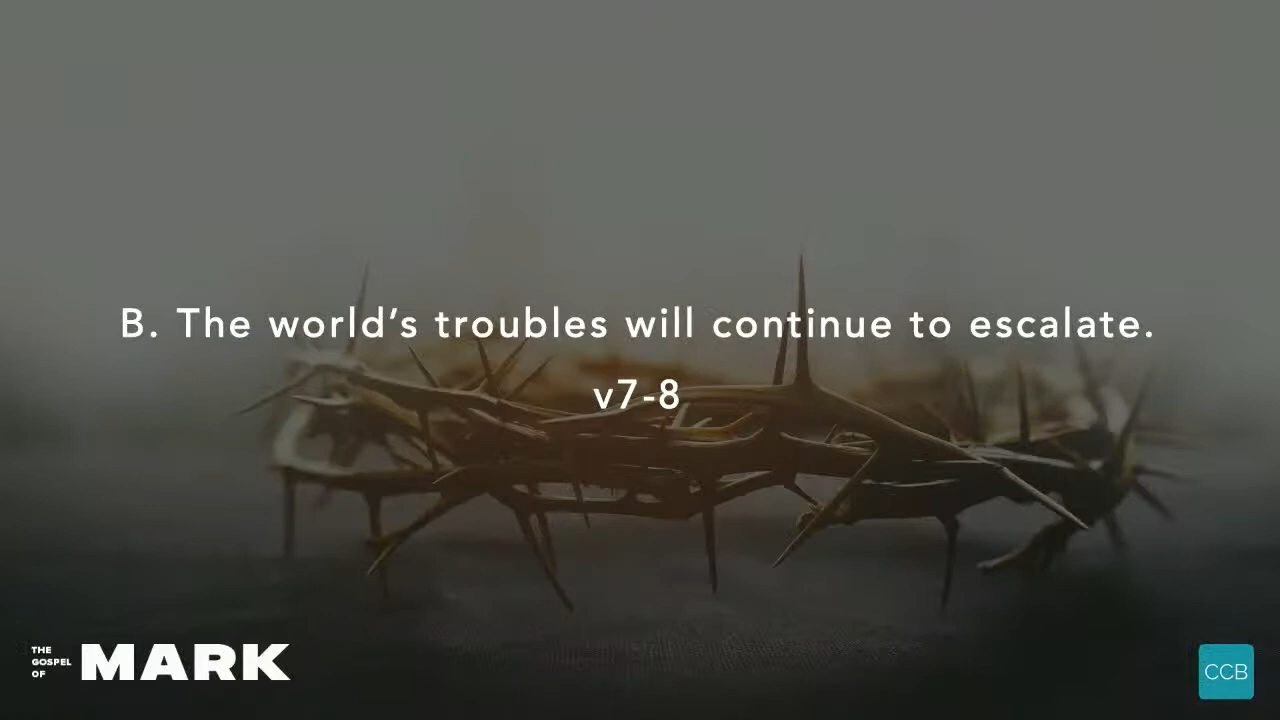 B. The world’s troubles will continue to escalate.
v7-8
THE
GOSPEL
OF
MARK
CCB